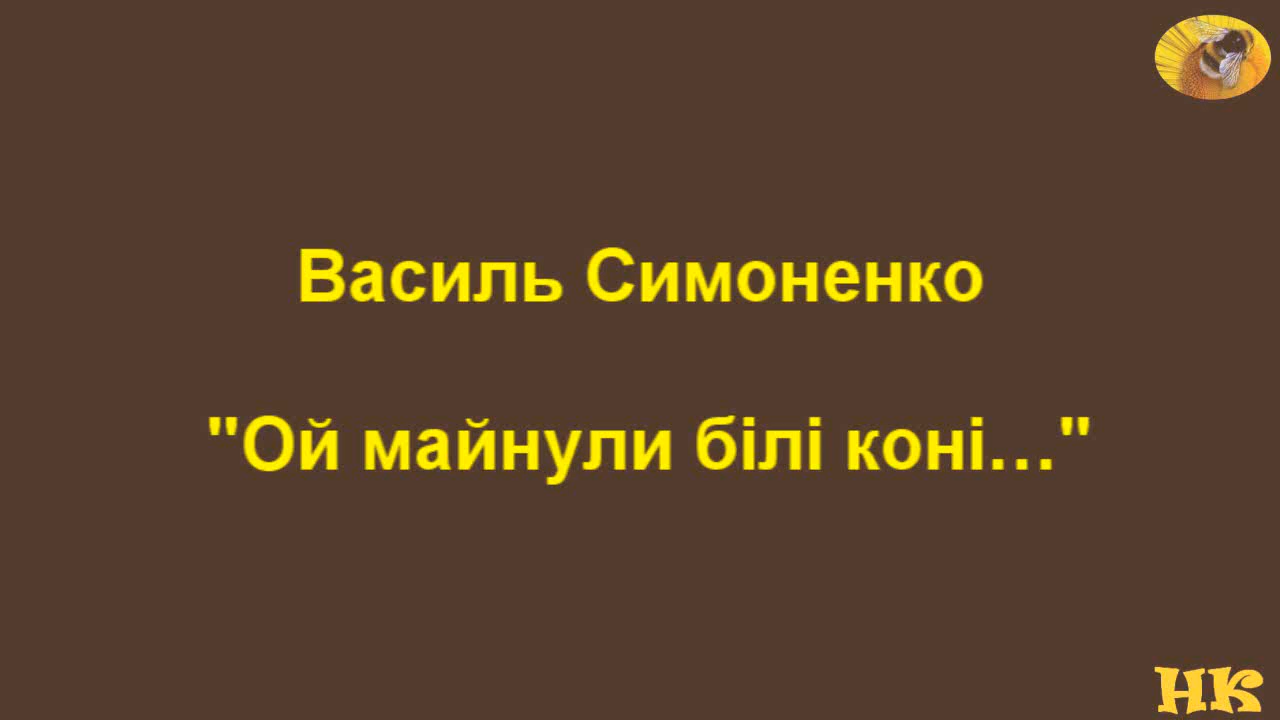 Василь Симоненко
"Ой майнули білі коні..."
НК